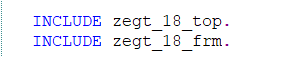 INCLUDE zegt_18_top.
INCLUDE zegt_18_frm.